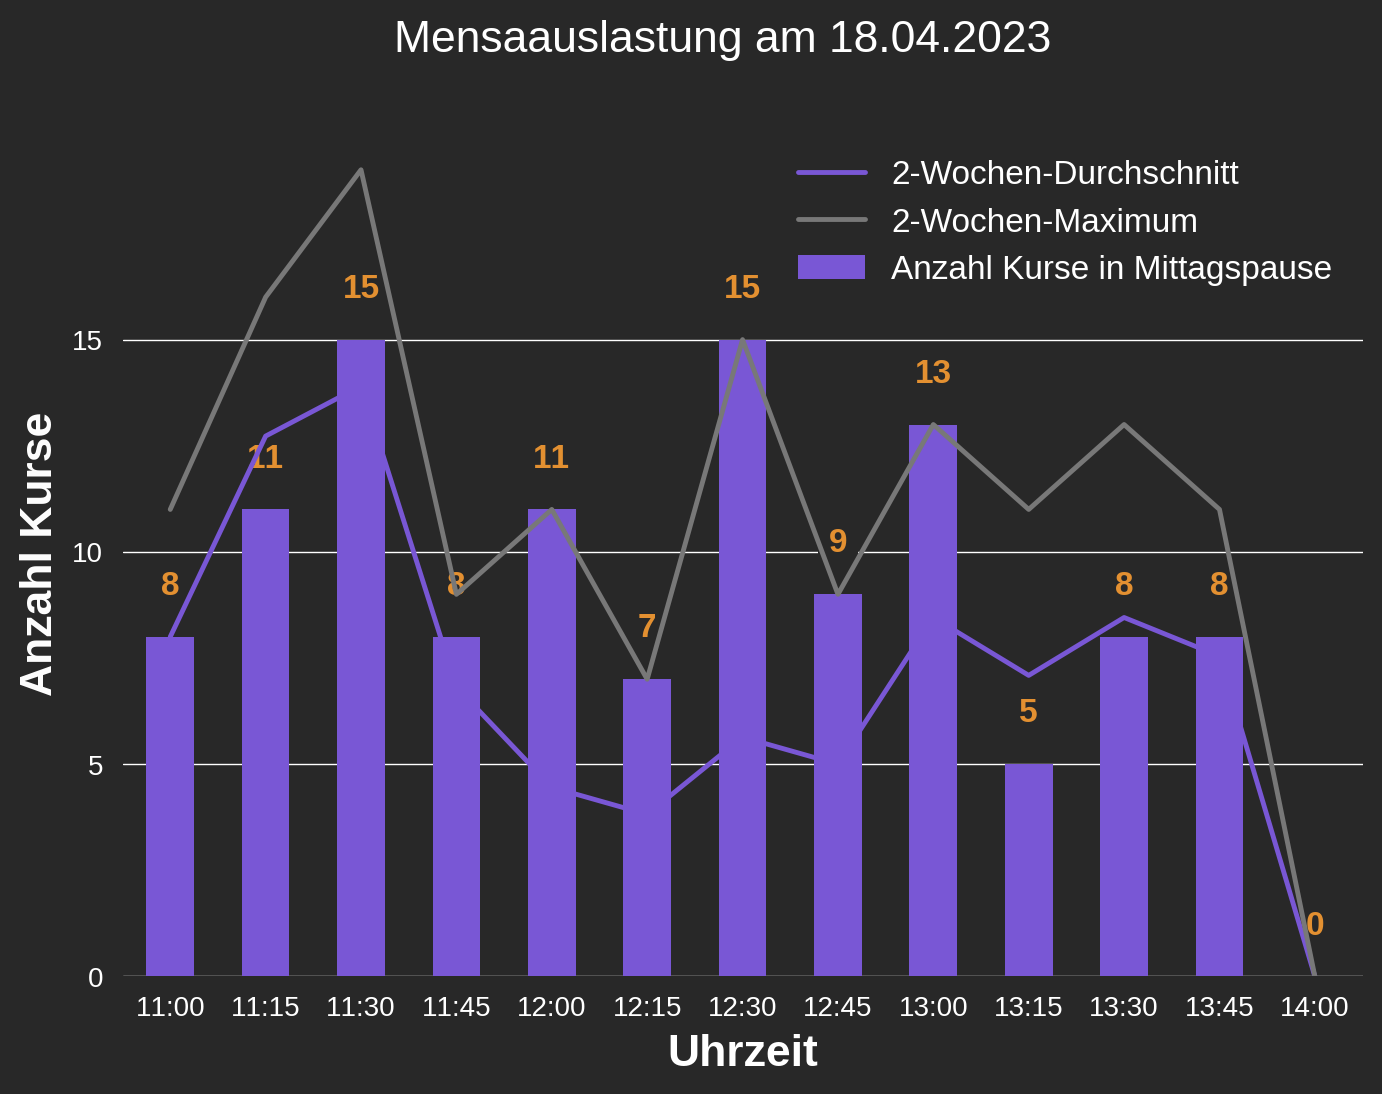 Mensaauslastung am 18.04.2023
2-Wochen-Durchschnitt
2-Wochen-Maximum
Anzahl Kurse in Mittagspause
Anzahl Kurse
15
10
5
0
8
11
15
8
11
7
15
9
13
5
8
8
0
11:00 11:15 11:30 11:45 12:00 12:15 12:30 12:45 13:00 13:15 13:30 13:45 14:00
Uhrzeit